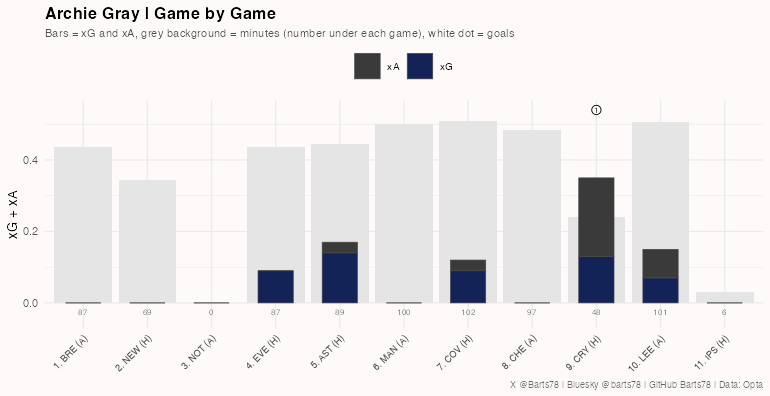 Archie Gray | Game by Game
Bars = xG and xA, grey background = minutes (number under each game), white dot = goals
xA xG
xG + xA
0.4
0.2
0.0
1
87 69 0 87 89 100 102 97 48 101 6
1. BRE (A) 2. NEW (H) 3. NOT (A) 4. EVE (H) 5. AST (H) 6. MAN (A) 7. COV (H) 8. CHE (A) 9. CRY (H) 10. LEE (A) 11. IPS (H)
X @Barts78 | Bluesky @barts78 | GitHub Barts78 | Data: Opta